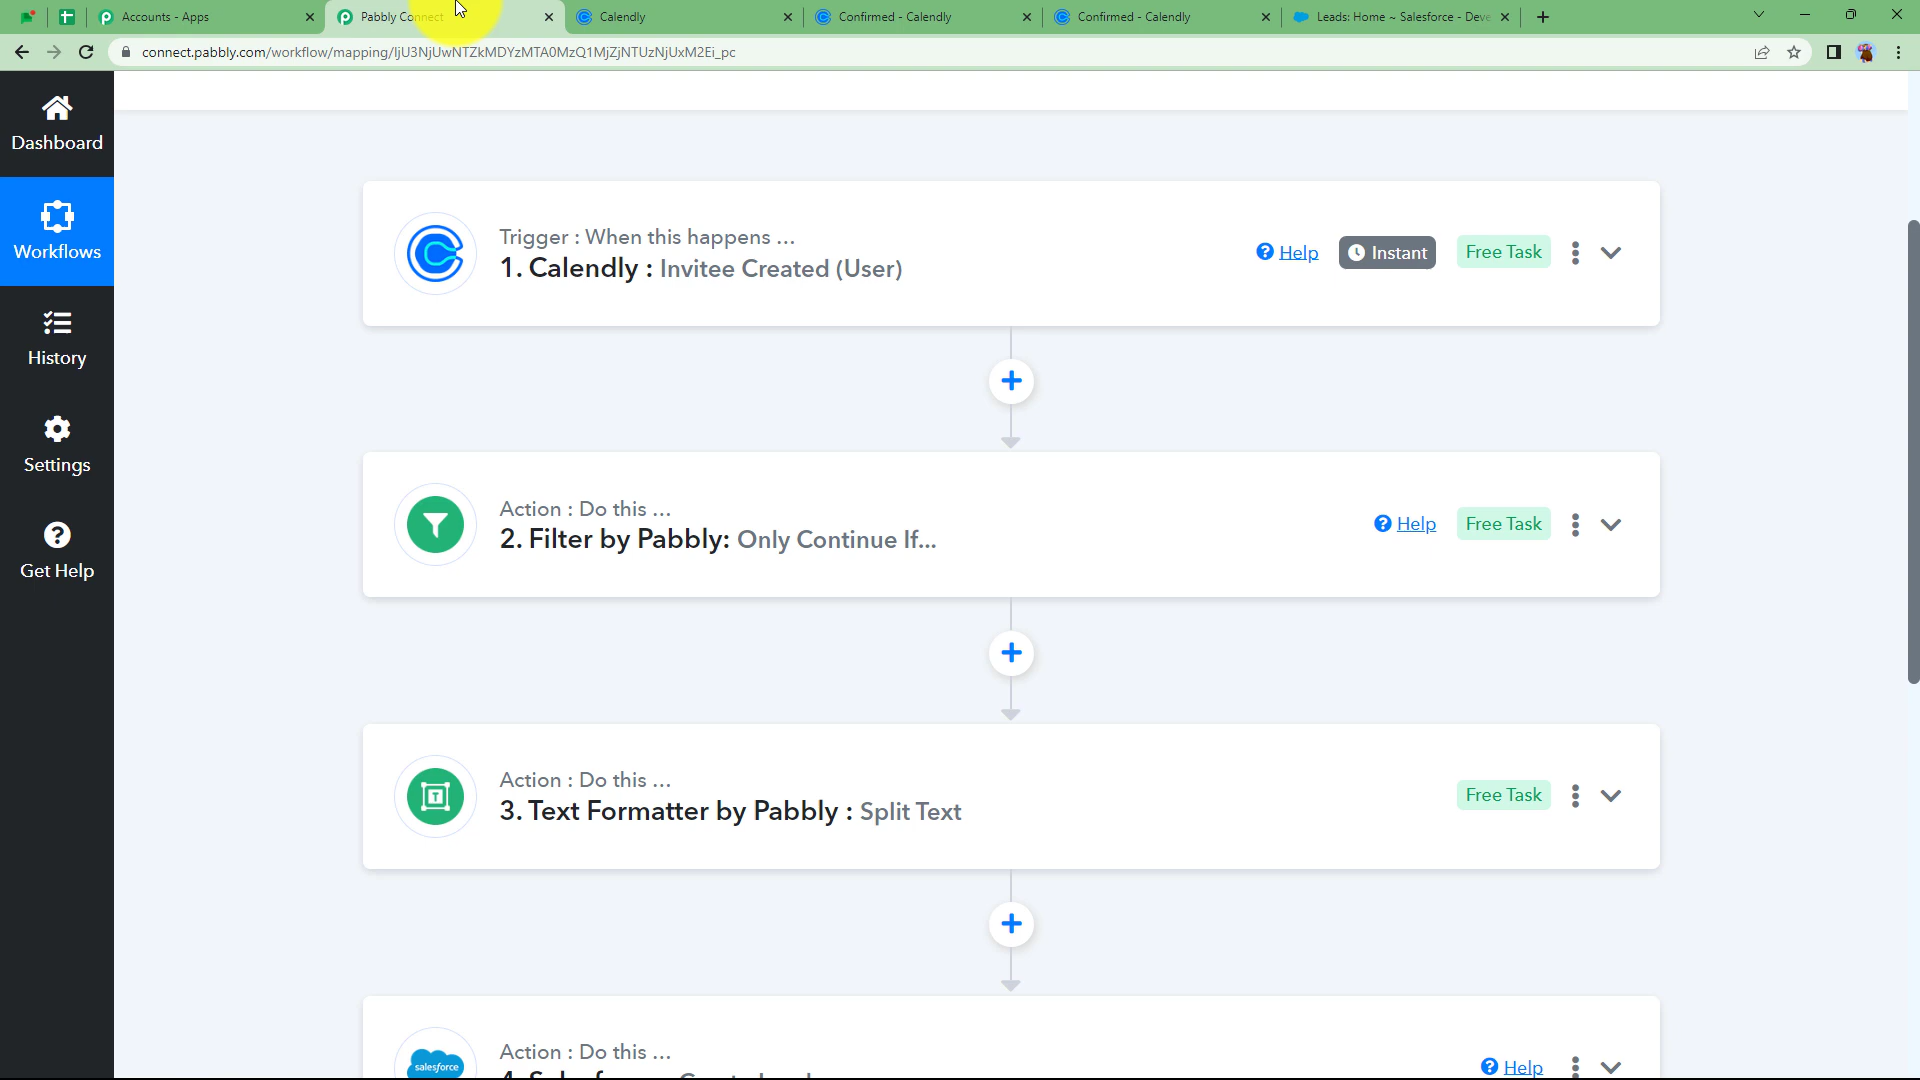 Accounts - Apps
Pabbly Connect
Calendly
Confirmed - Calendly
Confirmed - Calendly
Leads: Home ~ Salesforce - Deve
connect.pabbly.com/workflow/mapping/IjU3NjUwNTZkMDYzMTA0MzQ1MjZjNTUzNjUxM2Ei_pc
Dashboard
Workflows
History
Settings
Get Help
Trigger : When this happens ...
1. Calendly : Invitee Created (User)
Help
Instant
Free Task
Action : Do this ...
2. Filter by Pabbly: Only Continue If...
Help
Free Task
Action : Do this ...
3. Text Formatter by Pabbly : Split Text
Free Task
salesforce
Action : Do this ...
Help